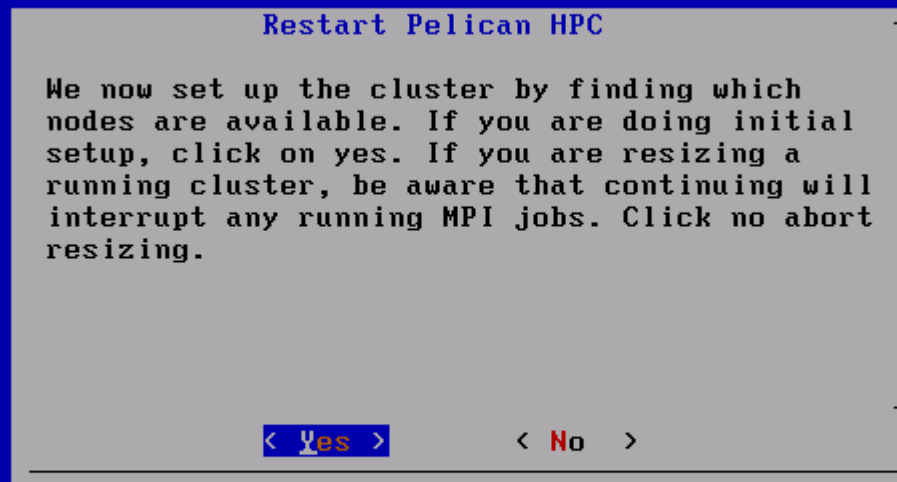 Restart Pelican HPC
We now set up the cluster by finding which
nodes are available. If you are doing initial
setup, click on yes. If you are resizing a
running cluster, be aware that continuing will
interrupt any running MPI jobs. Click no abort
resizing.
< Yes > < No >